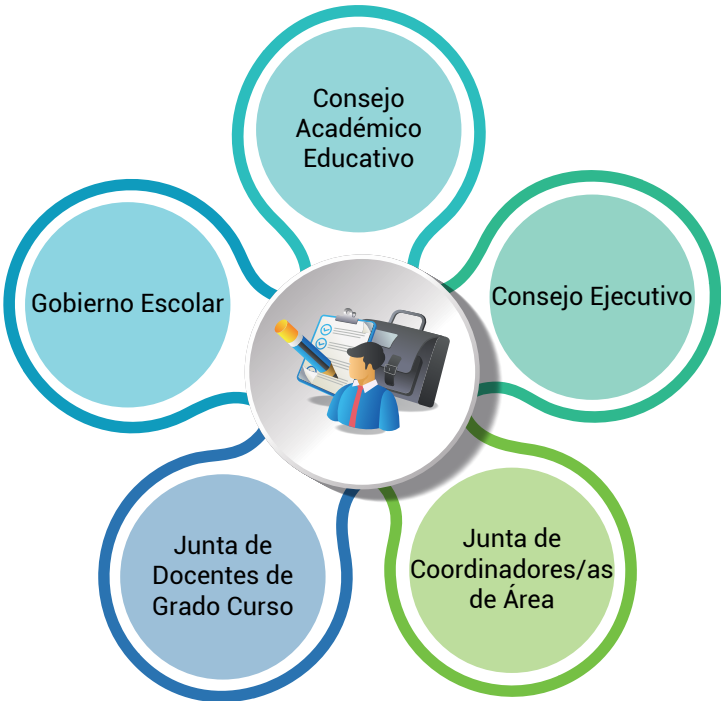 Consejo
Académico
Educativo
Gobierno Escolar
Consejo Ejecutivo
Junta de
Docentes de
Grado Curso
Junta de
Coordinadores/as
de Área